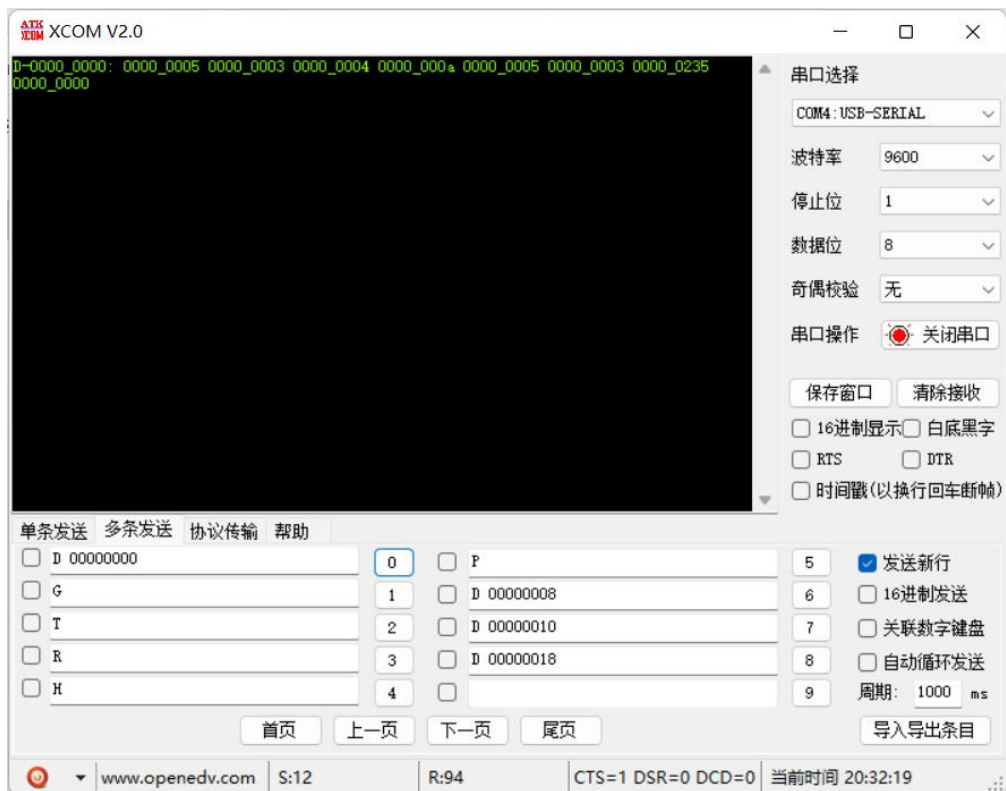 ATK XCOM XCOM V2.0
D-0000_0000: 0000_0005 0000_0003 0000_0004 0000_000a 0000_0005 0000_0003 0000_0235
0000_0000
串口选择
COM4:USB-SERIAL
波特率 9600
停止位 1
数据位 8
奇偶校验 无
串口操作 关闭串口
保存窗口 清除接收
16进制显示 白底黑字
RTS DTR
时间戳(以换行回车断帧)
单条发送 多条发送 协议传输 帮助
D 00000000 0 P 5 发送新行
G 1 D 00000008 6 16进制发送
T 2 D 00000010 7 关联数字键盘
R 3 D 00000018 8 自动循环发送
H 4 9 周期: 1000 ms
首页 上一页 下一页 尾页 导入导出条目
www.openedv.com S:12 R:94 CTS=1 DSR=0 DCD=0 当前时间 20:32:19